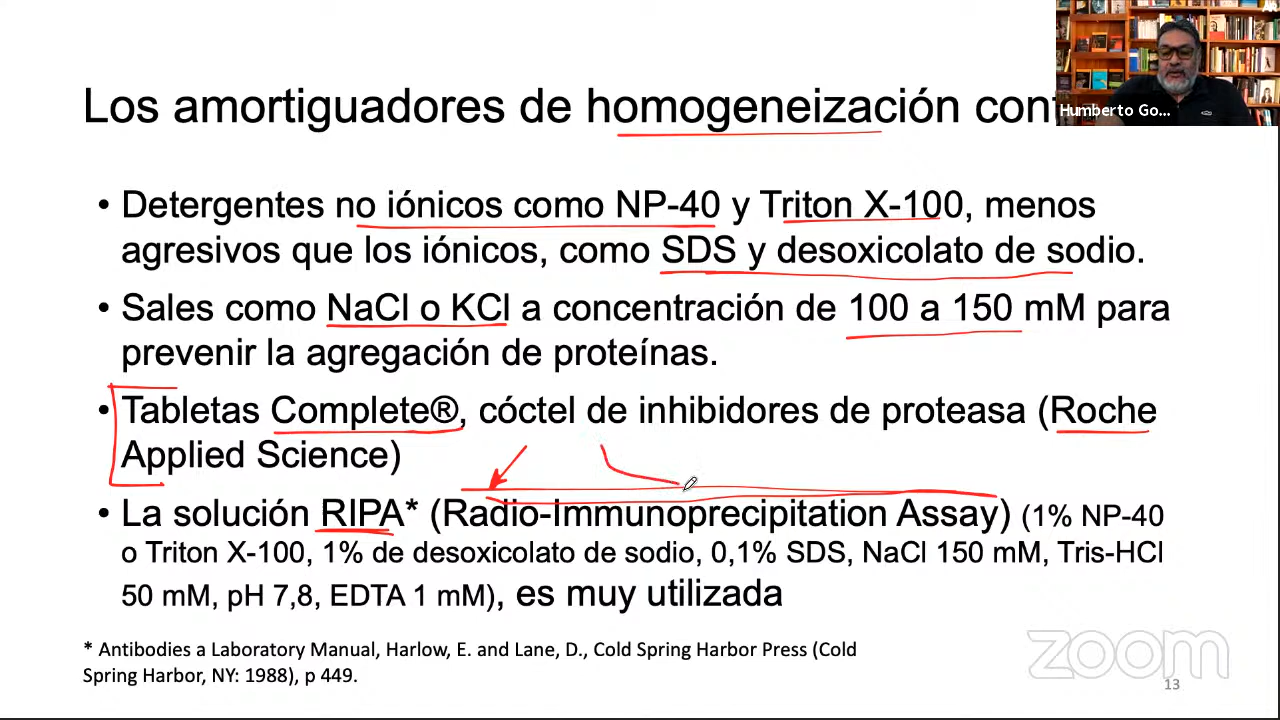 Los amortiguadores de homogeneización con
Humberto Go...
• Detergentes no iónicos como NP-40 y Triton X-100, menos
agresivos que los iónicos, como SDS y desoxicolato de sodio.
• Sales como NaCl o KCl a concentración de 100 a 150 mM para
prevenir la agregación de proteínas.
• Tabletas Complete®, cóctel de inhibidores de proteasa (Roche
Applied Science)
• La solución RIPA* (Radio-Immunoprecipitation Assay) (1% NP-40
o Triton X-100, 1% de desoxicolato de sodio, 0,1% SDS, NaCl 150 mM, Tris-HCl
50 mM, pH 7,8, EDTA 1 mM), es muy utilizada
* Antibodies a Laboratory Manual, Harlow, E. and Lane, D., Cold Spring Harbor Press (Cold
Spring Harbor, NY: 1988), p 449.
zoom
13